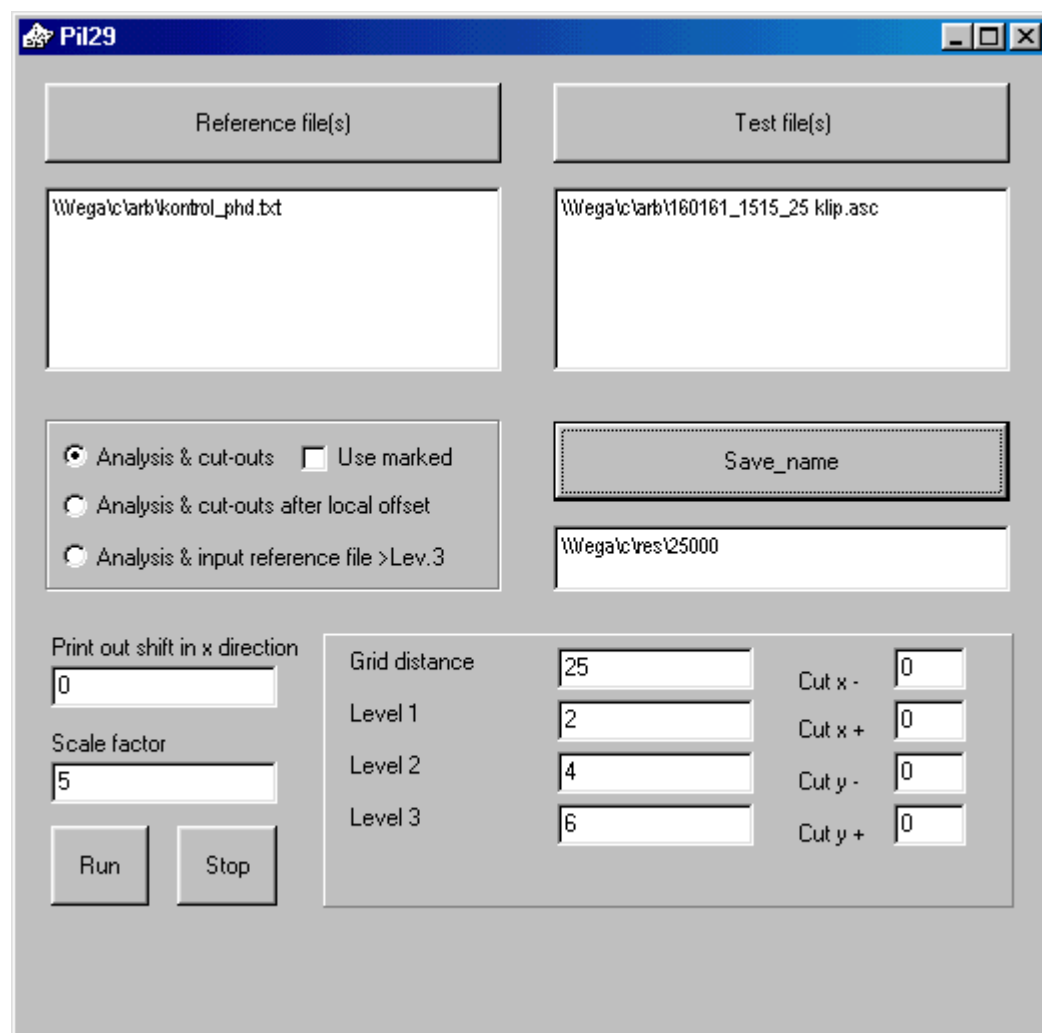 Pil29
Reference file(s)
Test file(s)
\\Vega\c\arb\kontrol_phd.txt
\\Vega\c\arb\160161_1515_25 klip.asc
Analysis & cut-outs
Use marked
Analysis & cut-outs after local offset
Analysis & input reference file >Lev.3
Save_name
\\Vega\c\res\25000
Print out shift in x direction
0
Scale factor
5
Run
Stop
Grid distance
25
Cut x -
0
Level 1
2
Cut x +
0
Level 2
4
Cut y -
0
Level 3
6
Cut y +
0